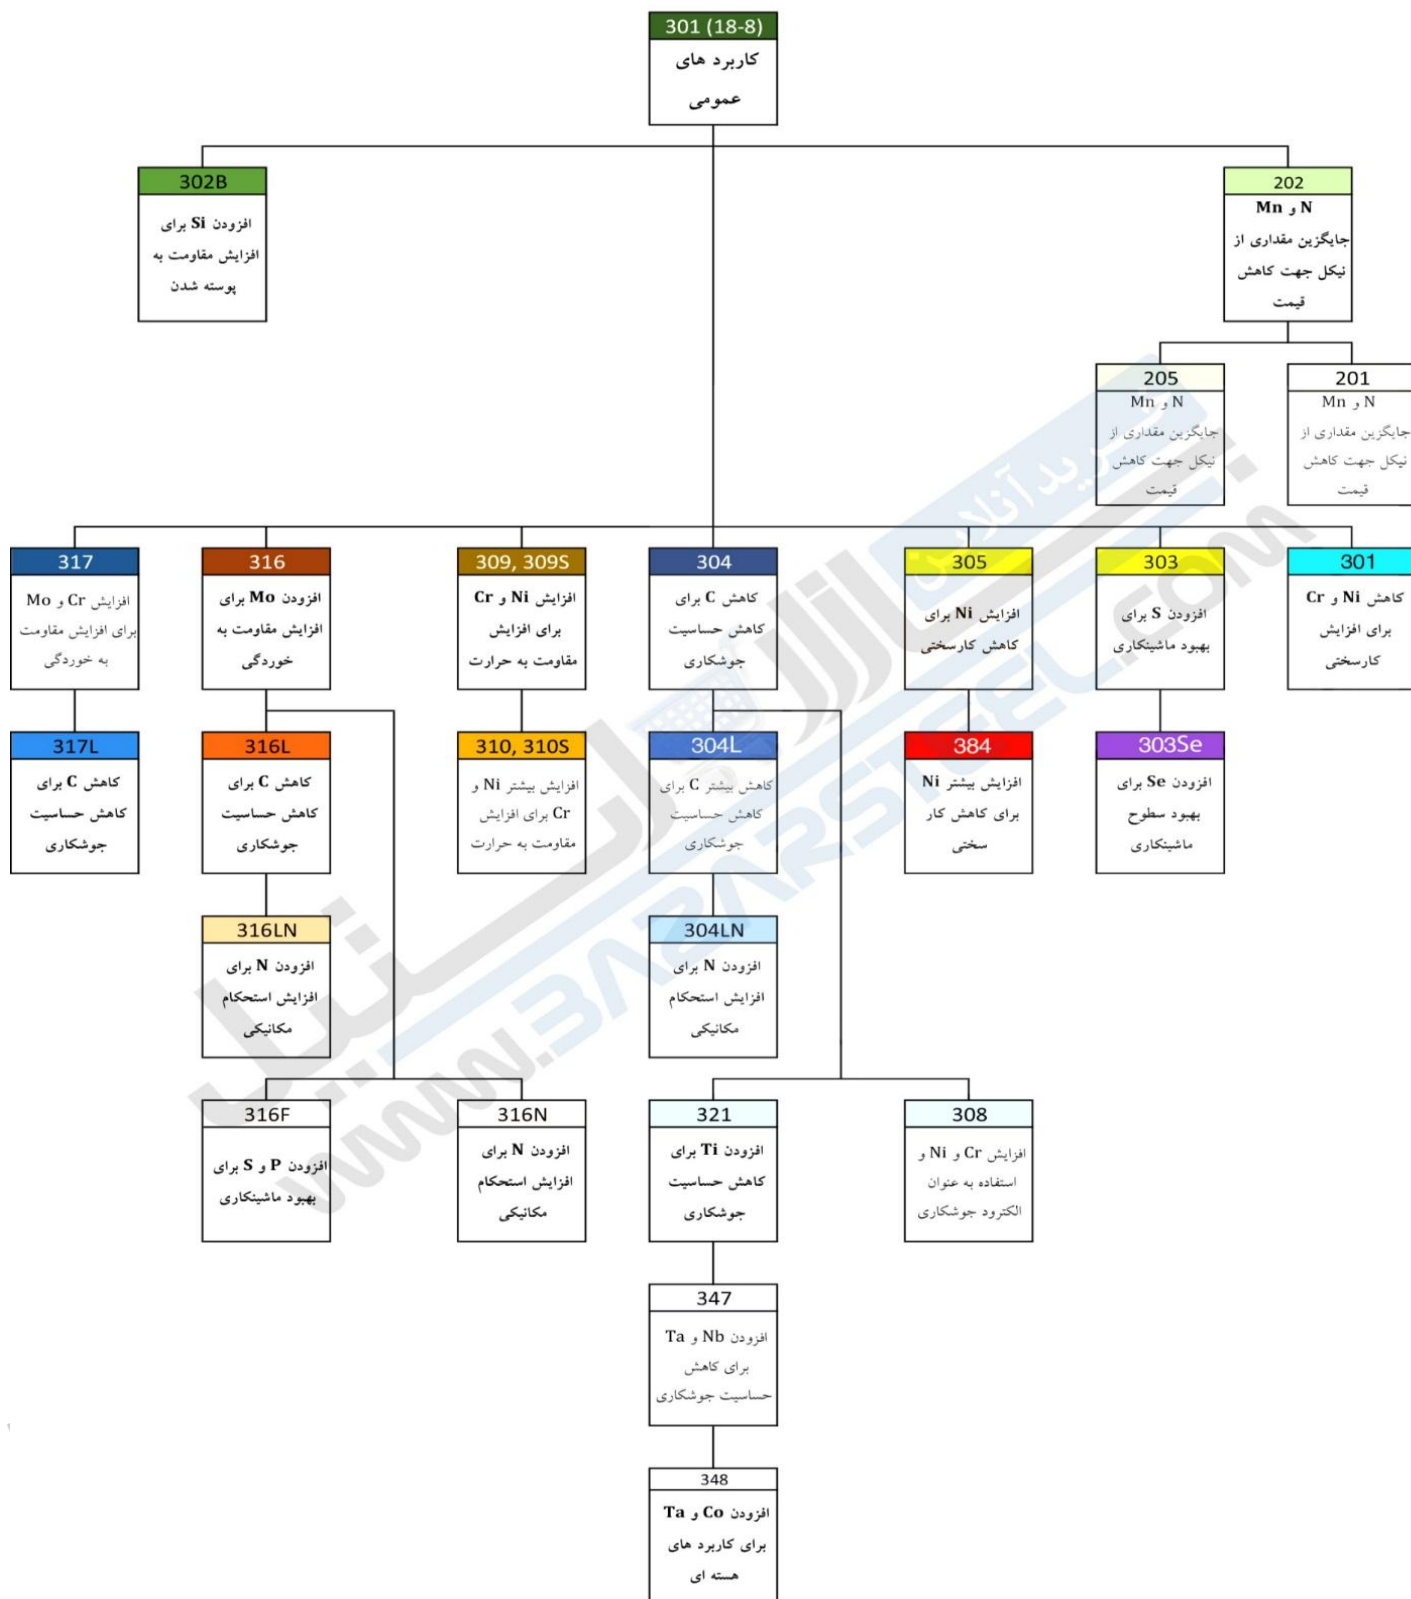 301 (18-8)
کاربرد های
عمومی
302B
افزودن Si برای
افزایش مقاومت به
پوسته شدن
202
N و Mn
جایگزین مقداری از
نیکل جهت کاهش
قیمت
205
N و Mn
جایگزین مقداری از
نیکل جهت کاهش
قیمت
201
N و Mn
جایگزین مقداری از
نیکل جهت کاهش
قیمت
317
افزایش Cr و Mo
برای افزایش مقاومت
به خوردگی
316
افزودن Mo برای
افزایش مقاومت به
خوردگی
309, 309S
افزایش Ni و Cr
برای افزایش
مقاومت به حرارت
304
کاهش C برای
کاهش حساسیت
جوشکاری
305
افزایش Ni برای
کاهش کارسختی
303
افزودن S برای
بهبود ماشینکاری
301
کاهش Ni و Cr
برای افزایش
کارسختی
317L
کاهش C برای
کاهش حساسیت
جوشکاری
316L
کاهش C برای
کاهش حساسیت
جوشکاری
310, 310S
افزایش بیشتر Ni و
Cr برای افزایش
مقاومت به حرارت
304L
کاهش بیشتر C برای
کاهش حساسیت
جوشکاری
384
افزایش بیشتر Ni
برای کاهش کار
سختی
303Se
افزودن Se برای
بهبود سطوح
ماشینکاری
316LN
افزودن N برای
افزایش استحکام
مکانیکی
304LN
افزودن N برای
افزایش استحکام
مکانیکی
316F
افزودن P و S برای
بهبود ماشینکاری
316N
افزودن N برای
افزایش استحکام
مکانیکی
321
افزودن Ti برای
کاهش حساسیت
جوشکاری
308
افزایش Cr و Ni و
استفاده به عنوان
الکترود جوشکاری
347
افزودن Nb و Ta
برای کاهش
حساسیت جوشکاری
348
افزودن Co و Ta
برای کاربرد های
هسته ای
خرید آنلاین
بازار استیل
WWW.BAZARSTEEL.COM